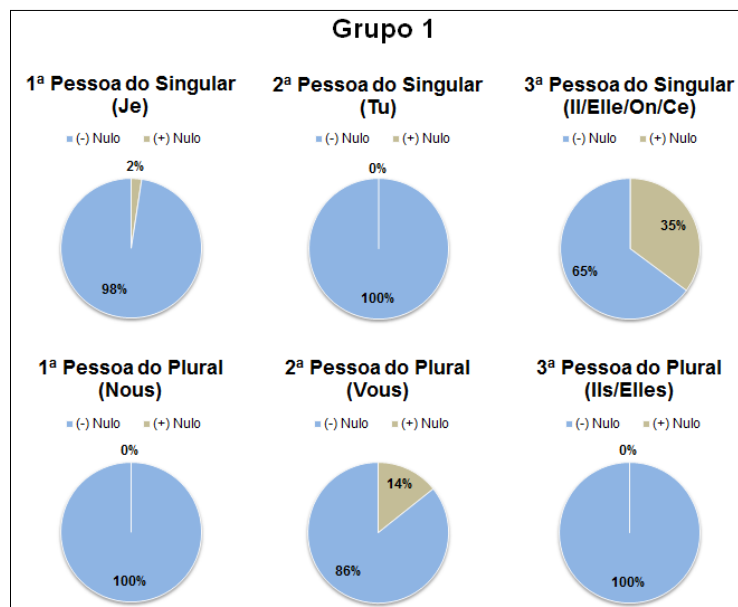 Grupo 1
1ª Pessoa do Singular
(Je)
(-) Nulo (+) Nulo
2%
98%
2ª Pessoa do Singular
(Tu)
(-) Nulo (+) Nulo
0%
100%
3ª Pessoa do Singular
(Il/Elle/On/Ce)
(-) Nulo (+) Nulo
35%
65%
1ª Pessoa do Plural
(Nous)
(-) Nulo (+) Nulo
0%
100%
2ª Pessoa do Plural
(Vous)
(-) Nulo (+) Nulo
14%
86%
3ª Pessoa do Plural
(Ils/Elles)
(-) Nulo (+) Nulo
0%
100%